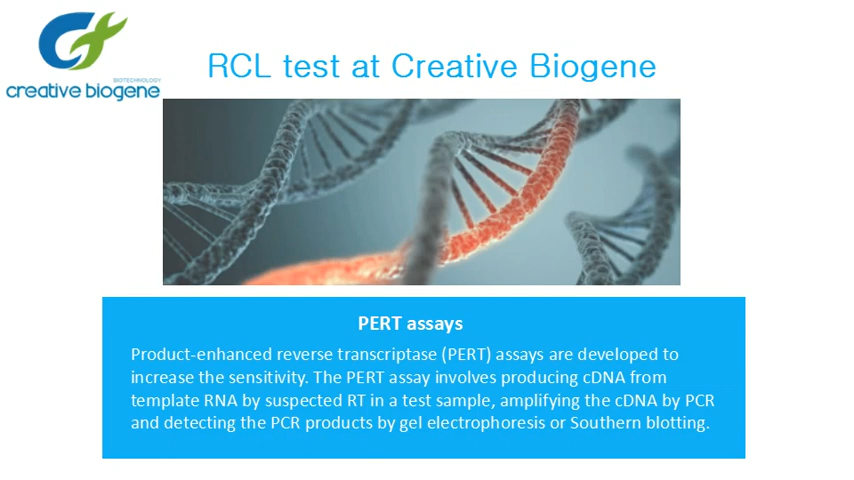 BIOTECHNOLOGY
creative biogene
RCL test at Creative Biogene
PERT assays
Product-enhanced reverse transcriptase (PERT) assays are developed to
increase the sensitivity. The PERT assay involves producing cDNA from
template RNA by suspected RT in a test sample, amplifying the cDNA by PCR
and detecting the PCR products by gel electrophoresis or Southern blotting.